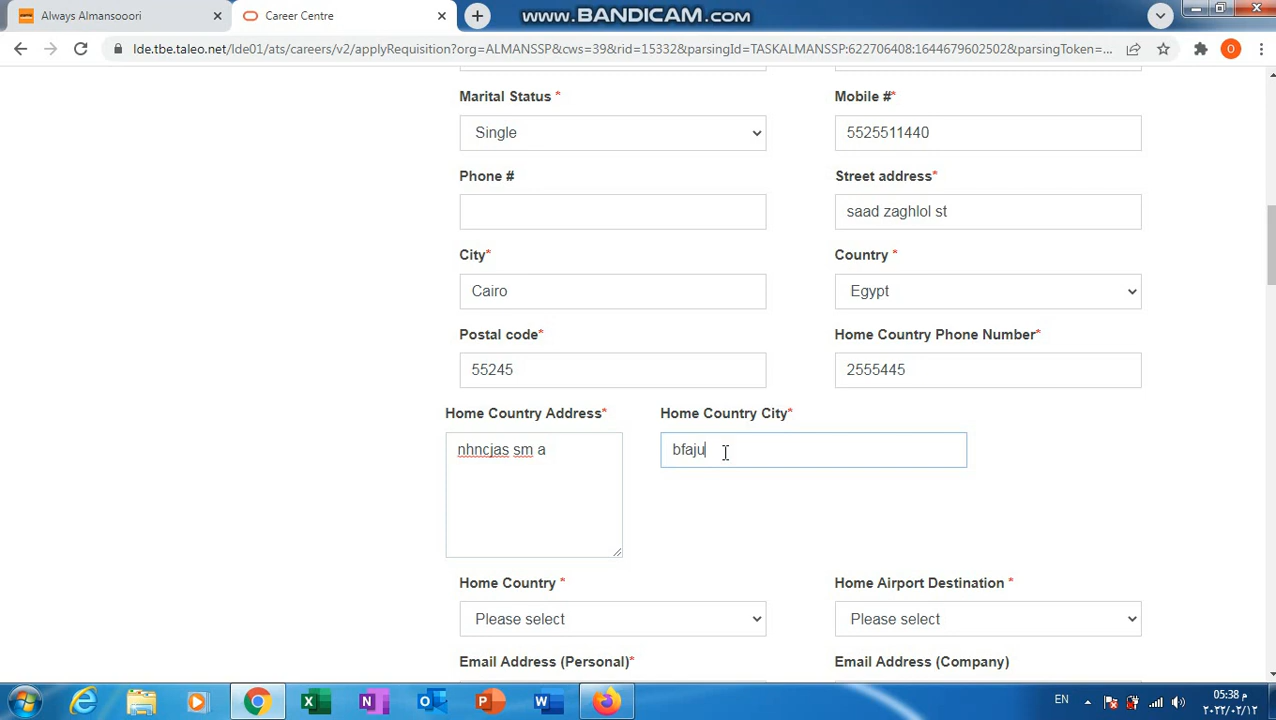 Always Almansooori
Career Centre
www.BANDICAM.com
lde.tbe.taleo.net/lde01/ats/careers/v2/applyRequisition?org=ALMANSSP&cws=39&rid=15332&parsingId=TASKALMANSSP:622706408:1644679602502&parsingToken=...
O
Marital Status *
Mobile #*
Single
5525511440
Phone #
Street address*
saad zaghlol st
City*
Country *
Cairo
Egypt
Postal code*
Home Country Phone Number*
55245
2555445
Home Country Address*
Home Country City*
nhncjas sm a
bfaju
Home Country *
Home Airport Destination *
Please select
Please select
Email Address (Personal)*
Email Address (Company)
EN
05:38 م
٢٠٢٢/٠٢/١٢